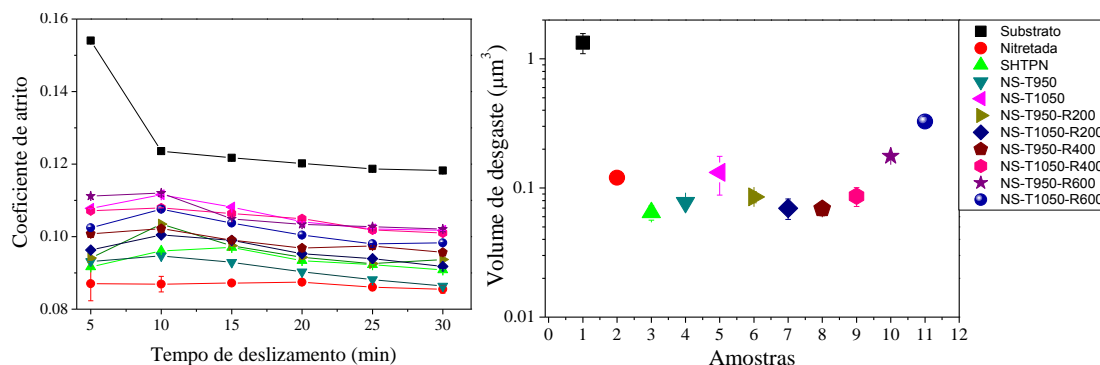 Coeficiente de atrito
0.16
0.14
0.12
0.10
0.08
5 10 15 20 25 30
Tempo de deslizamento (min)
Volume de desgaste (µm³)
1
0.1
0.01
0 1 2 3 4 5 6 7 8 9 10 11 12
Amostras
Substrato
Nitretada
SHTPN
NS-T950
NS-T1050
NS-T950-R200
NS-T1050-R200
NS-T950-R400
NS-T1050-R400
NS-T950-R600
NS-T1050-R600